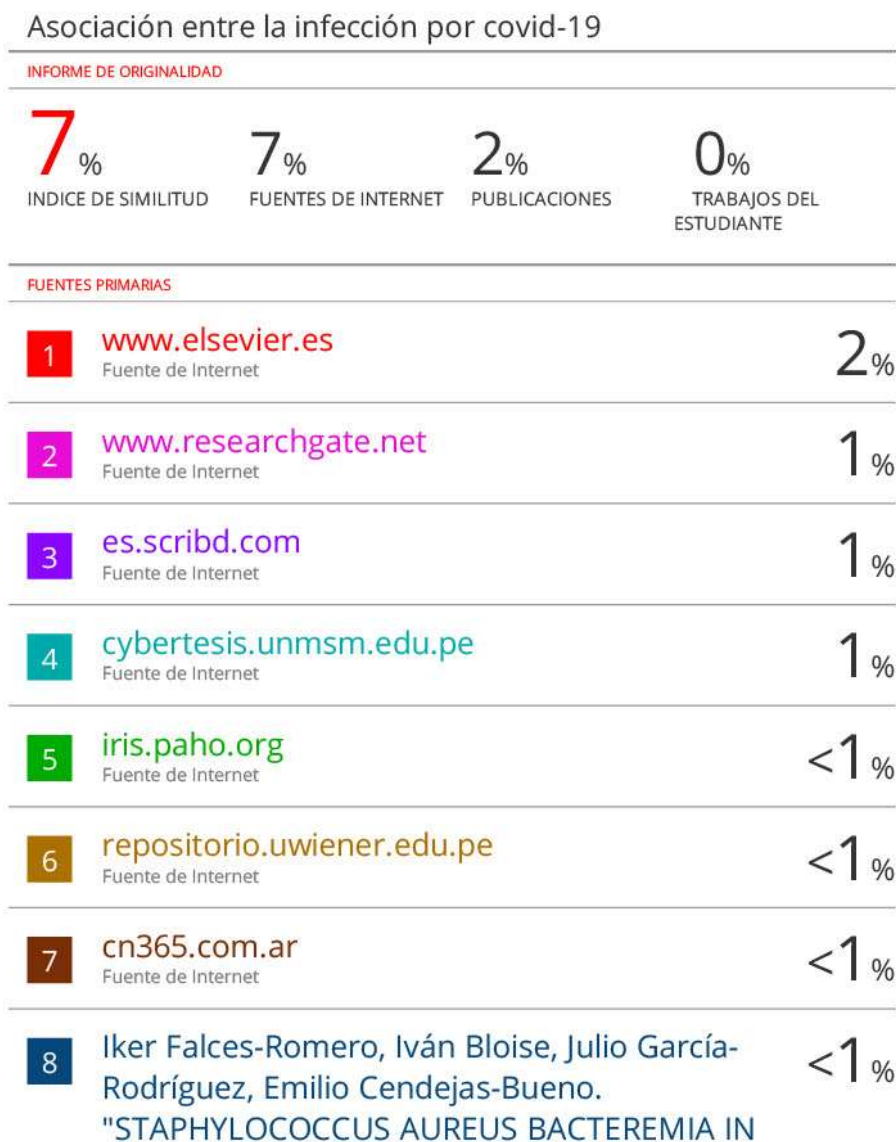 Asociación entre la infección por covid-19
INFORME DE ORIGINALIDAD
7% 7% 2% 0%
INDICE DE SIMILITUD FUENTES DE INTERNET PUBLICACIONES TRABAJOS DEL
ESTUDIANTE
FUENTES PRIMARIAS
1 www.elsevier.es 2%
Fuente de Internet
2 www.researchgate.net 1%
Fuente de Internet
3 es.scribd.com 1%
Fuente de Internet
4 cybertesis.unmsm.edu.pe 1%
Fuente de Internet
5 iris.paho.org <1%
Fuente de Internet
6 repositorio.uwiener.edu.pe <1%
Fuente de Internet
7 cn365.com.ar <1%
Fuente de Internet
8 Iker Falces-Romero, Iván Bloise, Julio García- <1%
Rodríguez, Emilio Cendejas-Bueno.
"STAPHYLOCOCCUS AUREUS BACTEREMIA IN